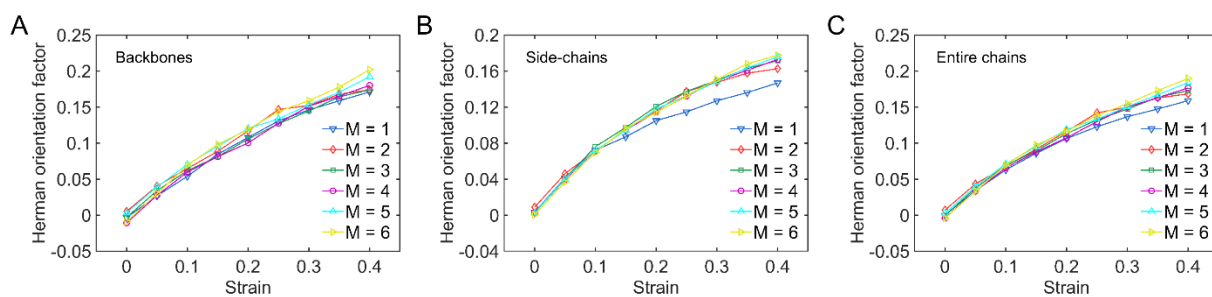 A
Herman orientation factor
0.25
0.2
0.15
0.1
0.05
0
-0.05
Backbones
M = 1
M = 2
M = 3
M = 4
M = 5
M = 6
0 0.1 0.2 0.3 0.4
Strain
B
Herman orientation factor
0.2
0.16
0.12
0.08
0.04
0
-0.04
Side-chains
M = 1
M = 2
M = 3
M = 4
M = 5
M = 6
0 0.1 0.2 0.3 0.4
Strain
C
Herman orientation factor
0.25
0.2
0.15
0.1
0.05
0
-0.05
Entire chains
M = 1
M = 2
M = 3
M = 4
M = 5
M = 6
0 0.1 0.2 0.3 0.4
Strain